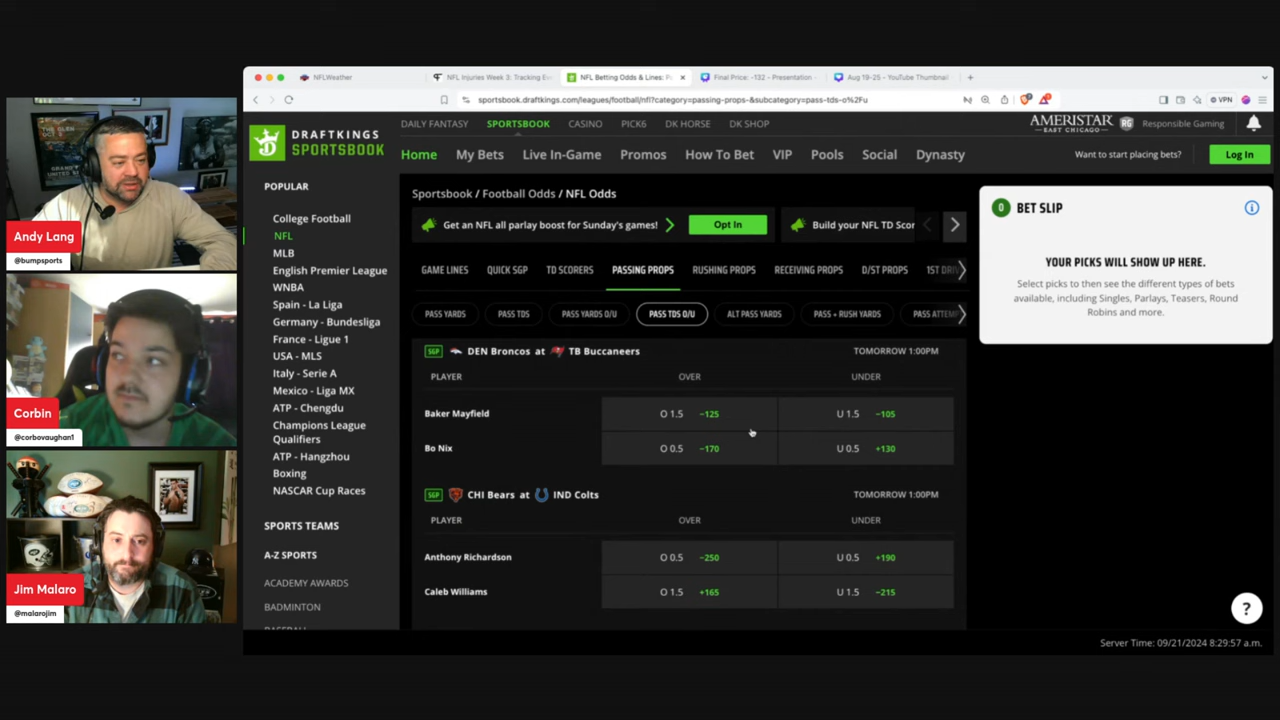 NFLWeather
NFL Injuries Week 3: Tracking Ev
NFL Betting Odds & Lines: P
Final Price: -132 - Presentation
Aug 19-25 - YouTube Thumbnail
sportsbook.draftkings.com/leagues/football/nfl?category=passing-props-&subcategory=pass-tds-o%2Fu
VPN
DRAFTKINGS
SPORTSBOOK
DAILY FANTASY
SPORTSBOOK
CASINO
PICK6
DK HORSE
DK SHOP
AMERISTAR
EAST CHICAGO
RG
Responsible Gaming
Home
My Bets
Live In-Game
Promos
How To Bet
VIP
Pools
Social
Dynasty
Want to start placing bets?
Log In
POPULAR
College Football
NFL
MLB
English Premier League
WNBA
Spain - La Liga
Germany - Bundesliga
France - Ligue 1
USA - MLS
Italy - Serie A
Mexico - Liga MX
ATP - Chengdu
Champions League
Qualifiers
ATP - Hangzhou
Boxing
NASCAR Cup Races
SPORTS TEAMS
A-Z SPORTS
ACADEMY AWARDS
BADMINTON
Sportsbook / Football Odds / NFL Odds
Get an NFL all parlay boost for Sunday's games!
Opt In
Build your NFL TD Scor
GAME LINES
QUICK SGP
TD SCORERS
PASSING PROPS
RUSHING PROPS
RECEIVING PROPS
D/ST PROPS
1ST DRI
PASS YARDS
PASS TDS
PASS YARDS O/U
PASS TDS O/U
ALT PASS YARDS
PASS + RUSH YARDS
PASS ATTEM
SGP DEN Broncos at TB Buccaneers TOMORROW 1:00PM
PLAYER OVER UNDER
Baker Mayfield O 1.5 −125 U 1.5 −105
Bo Nix O 0.5 −170 U 0.5 +130
SGP CHI Bears at IND Colts TOMORROW 1:00PM
PLAYER OVER UNDER
Anthony Richardson O 0.5 −250 U 0.5 +190
Caleb Williams O 1.5 +165 U 1.5 −215
0 BET SLIP
YOUR PICKS WILL SHOW UP HERE.
Select picks to then see the different types of bets
available, including Singles, Parlays, Teasers, Round
Robins and more.
?
Server Time: 09/21/2024 8:29:57 a.m.
Andy Lang
@bumpsports
Corbin
@corbovaughan1
Jim Malaro
@malarojim